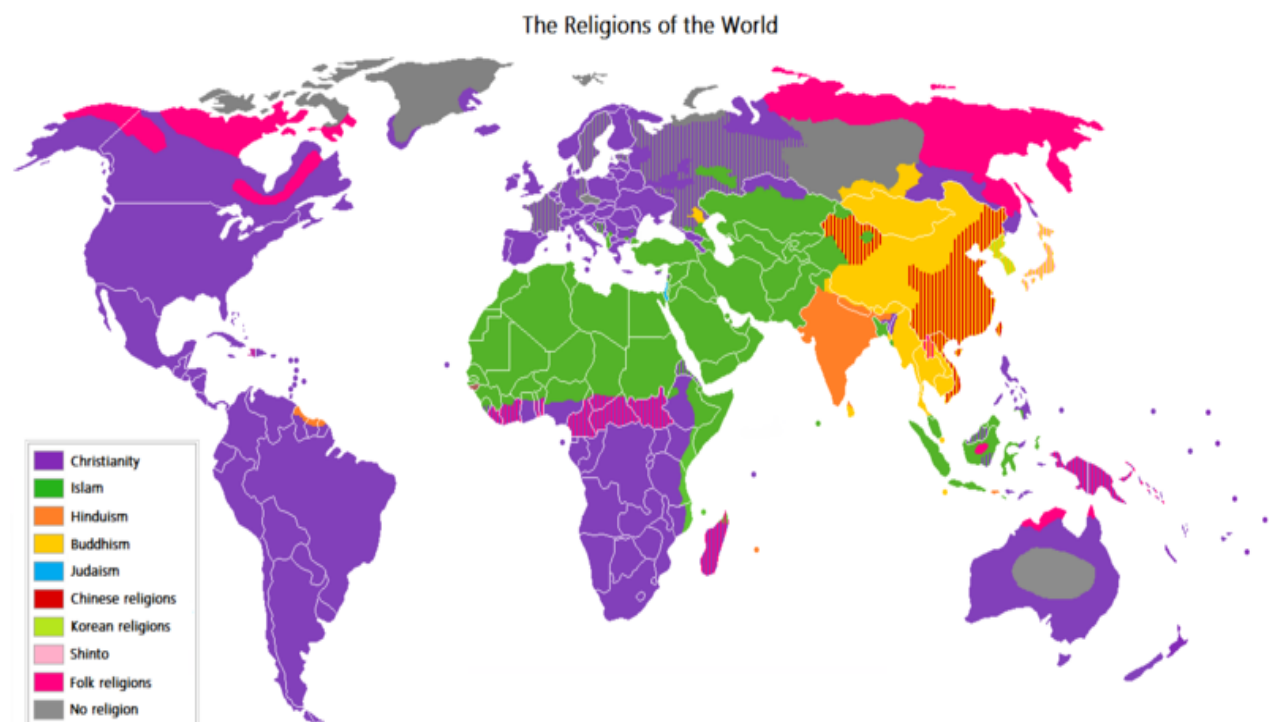 The Religions of the World
Christianity
Islam
Hinduism
Buddhism
Judaism
Chinese religions
Korean religions
Shinto
Folk religions
No religion